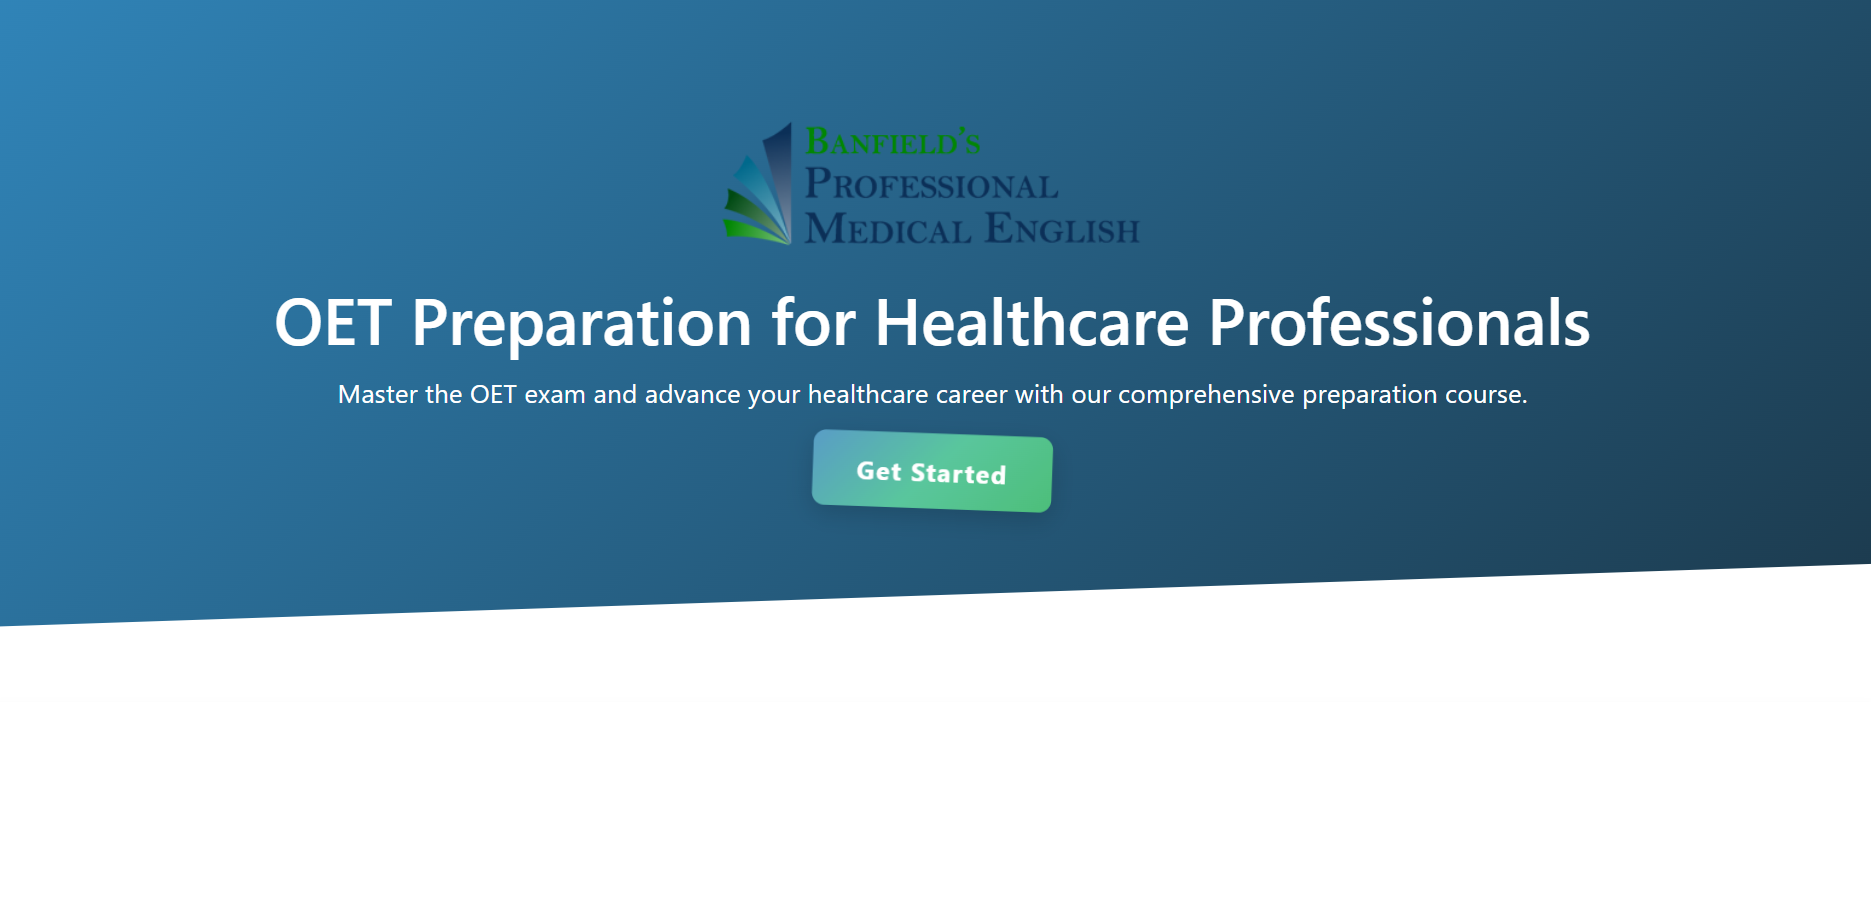 Banfield's
Professional
Medical English
OET Preparation for Healthcare Professionals
Master the OET exam and advance your healthcare career with our comprehensive preparation course.
Get Started